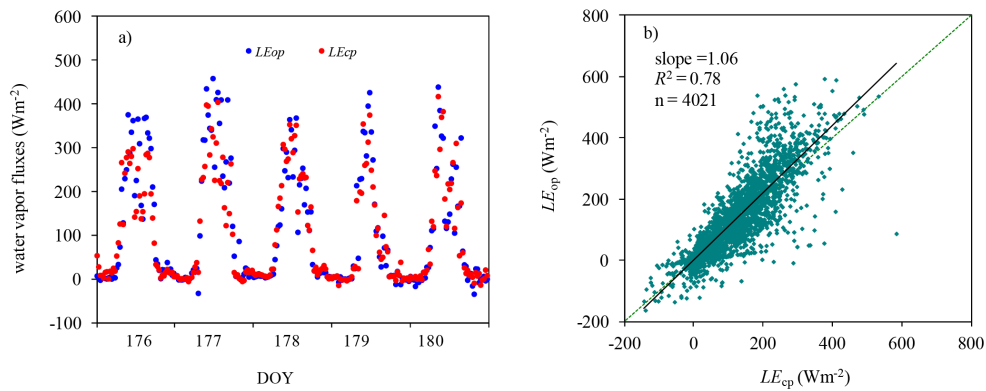 a)
LEop LEcp
600
500
400
300
200
100
0
-100
water vapor fluxes (Wm-2)
176 177 178 179 180
DOY
b)
slope =1.06
R2 = 0.78
n = 4021
800
600
400
200
0
-200
LEop (Wm-2)
-200 0 200 400 600 800
LEcp (Wm-2)